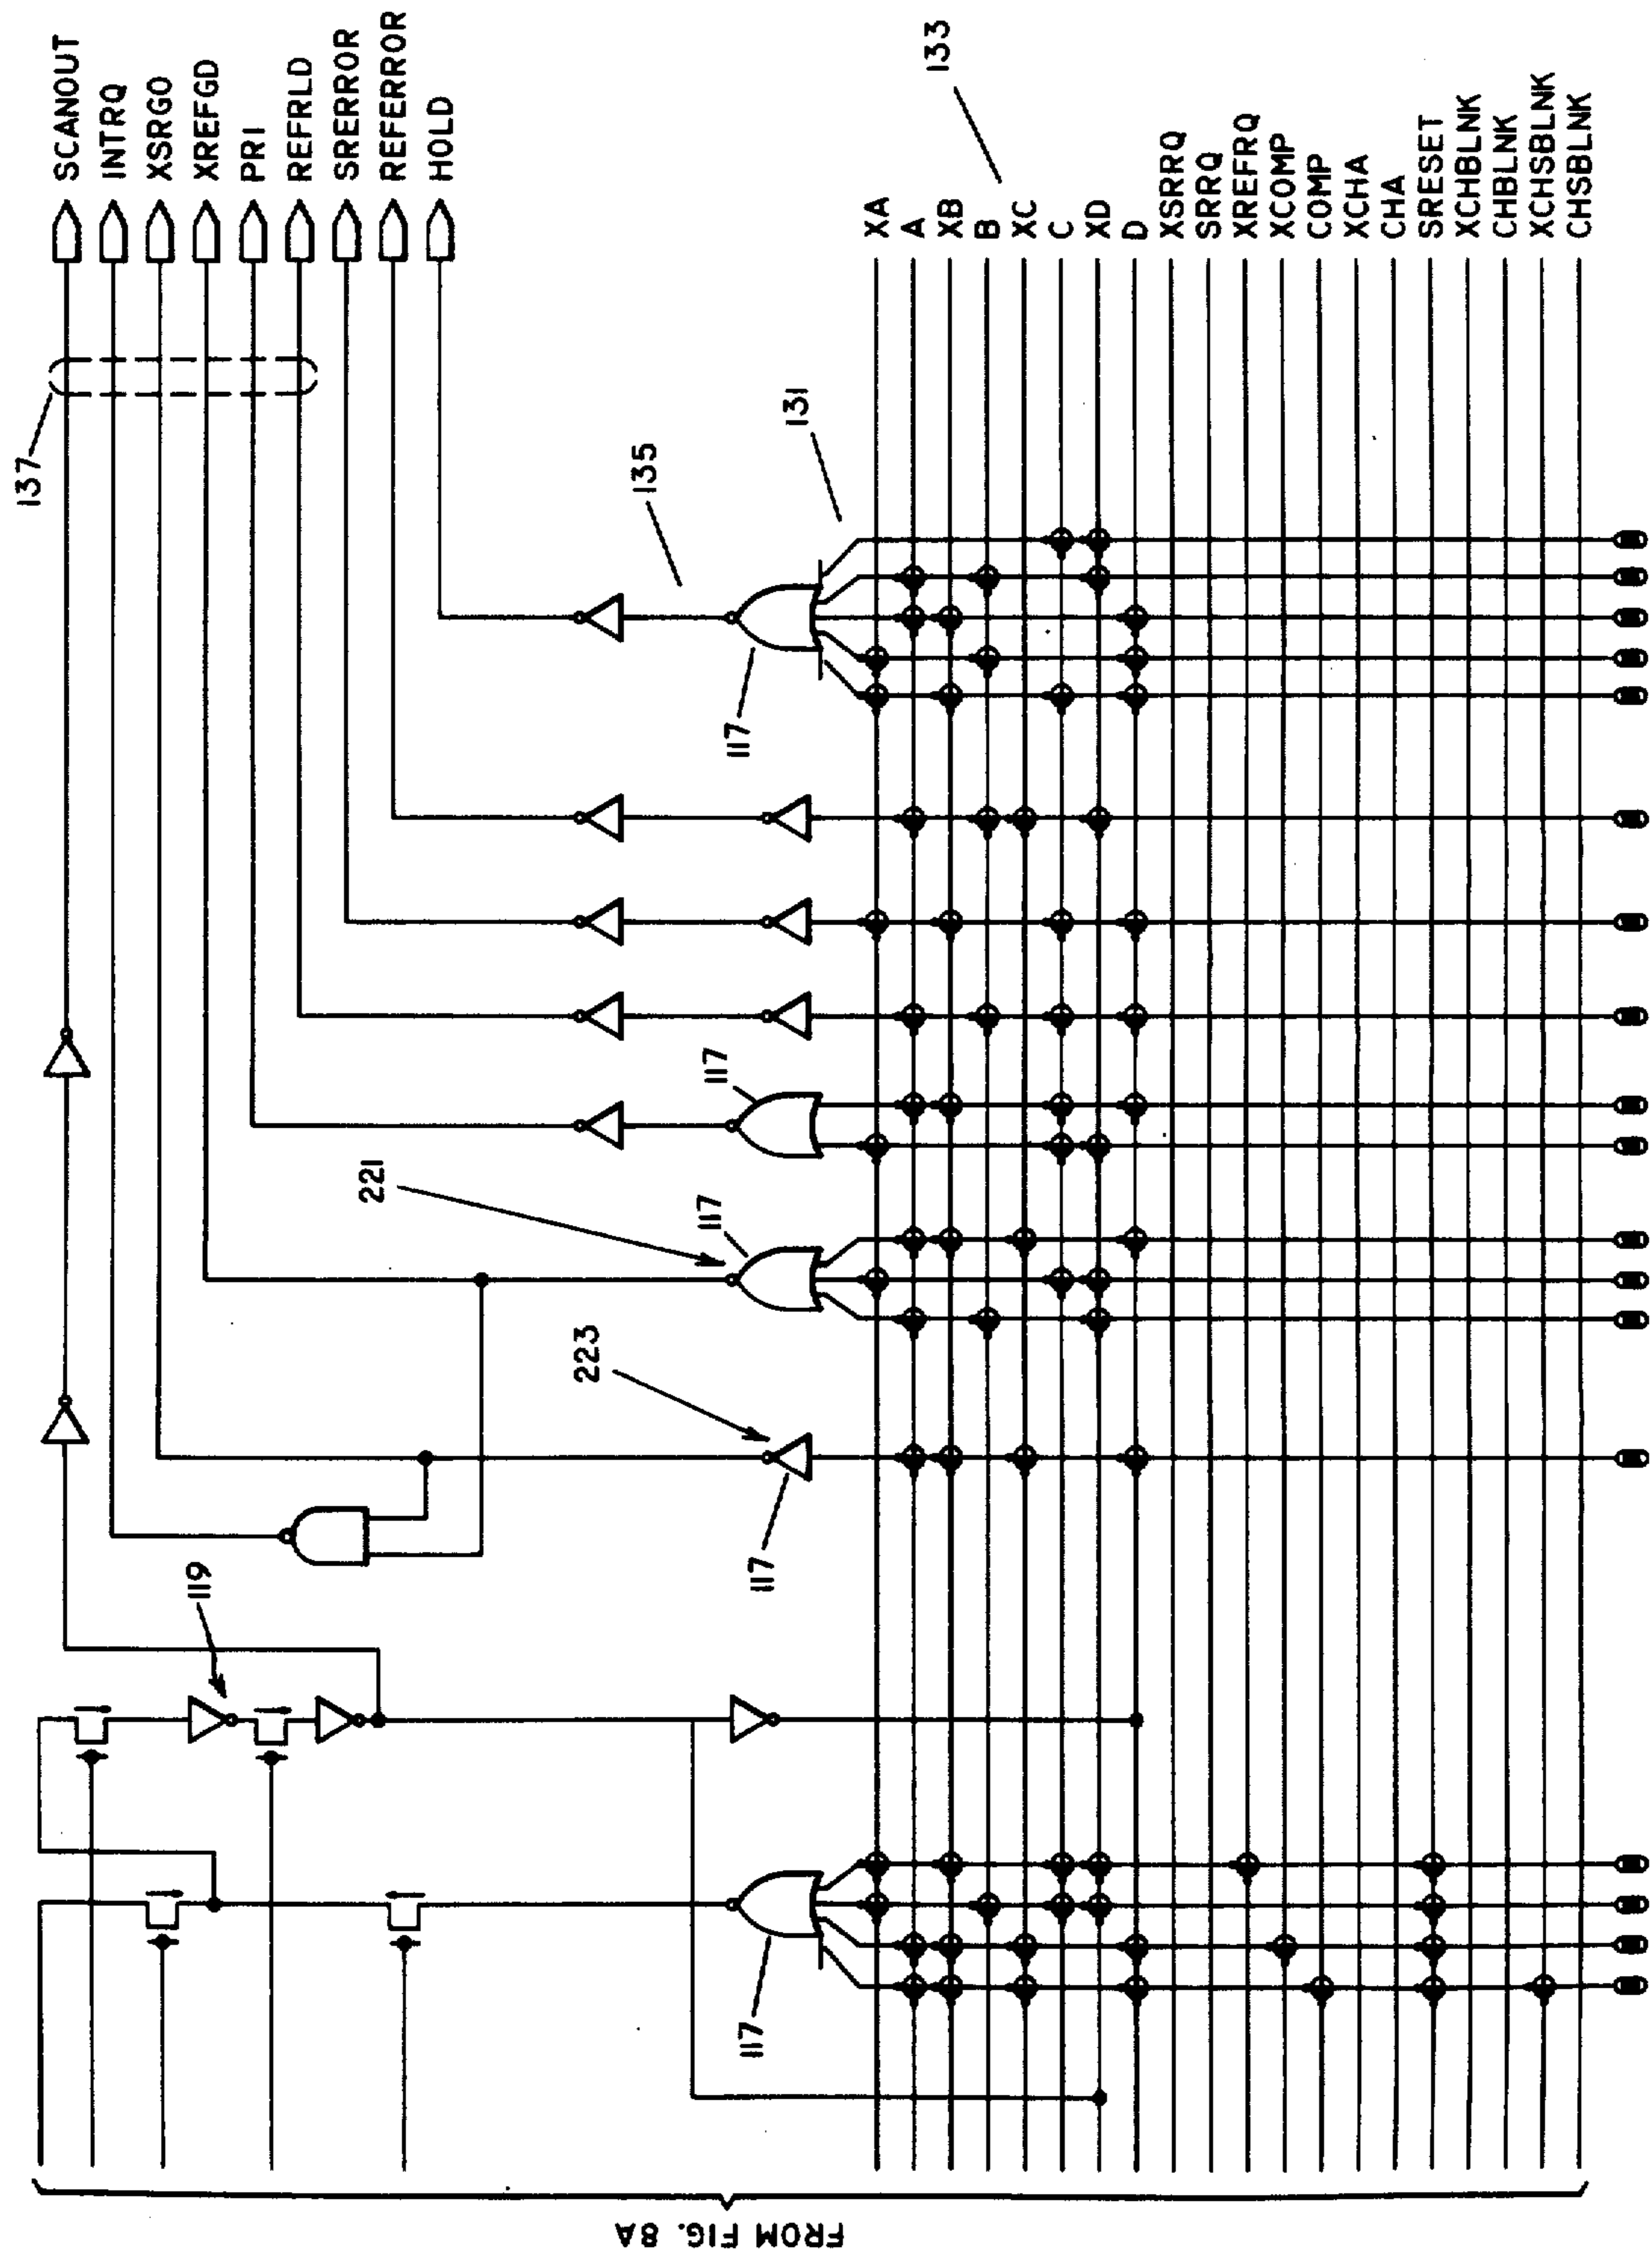 SCANOUT
INTRQ
XSRGO
XREFGD
PRI
REFRLD
SRERROR
REFERROR
HOLD
137
133
131
135
117
117
221
117
223
117
119
117
XA
A
XB
B
XC
C
XD
D
XSRRQ
SRRQ
XREFRQ
XCOMP
COMP
XCHA
CHA
SRESET
XCHBLNK
CHBLNK
XCHSBLNK
CHSBLNK
FROM FIG. 8A